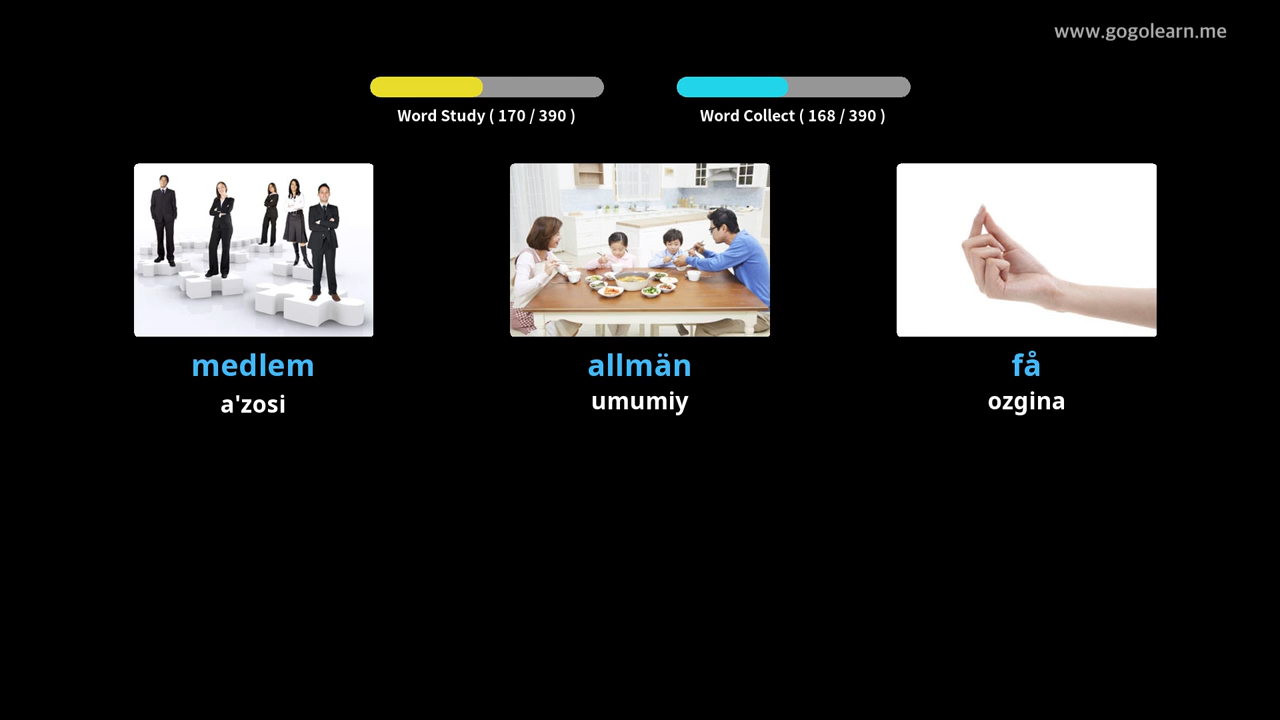 www.gogolearn.me
Word Study ( 170 / 390 )
Word Collect ( 168 / 390 )
medlem
a'zosi
allmän
umumiy
få
ozgina